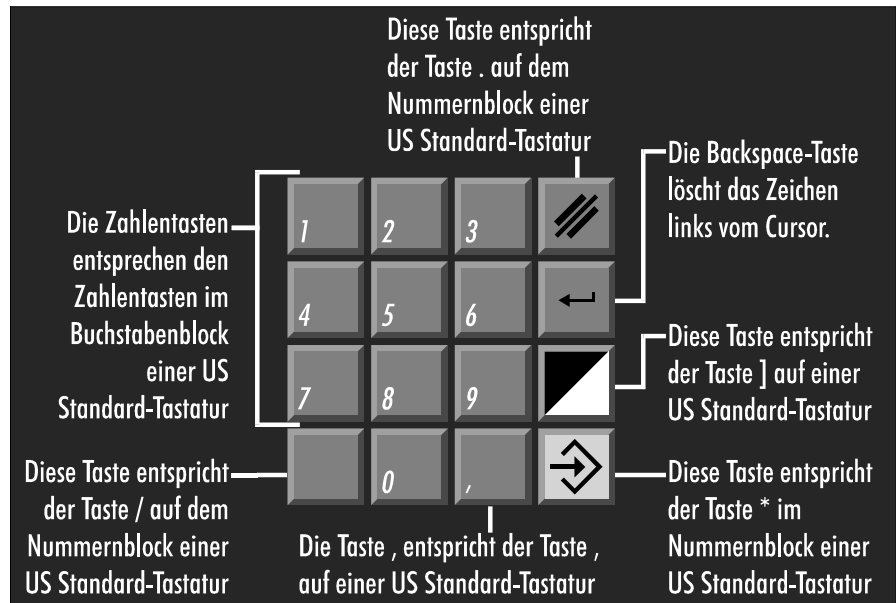 Diese Taste entspricht
der Taste . auf dem
Nummernblock einer
US Standard-Tastatur
Die Backspace-Taste
löscht das Zeichen
links vom Cursor.
Die Zahlentasten
entsprechen den
Zahlentasten im
Buchstabenblock
einer US
Standard-Tastatur
1 2 3
4 5 6
7 8 9
0 ,
Diese Taste entspricht
der Taste ] auf einer
US Standard-Tastatur
Diese Taste entspricht
der Taste / auf dem
Nummernblock einer
US Standard-Tastatur
Die Taste , entspricht der Taste ,
auf einer US Standard-Tastatur
Diese Taste entspricht
der Taste * im
Nummernblock einer
US Standard-Tastatur